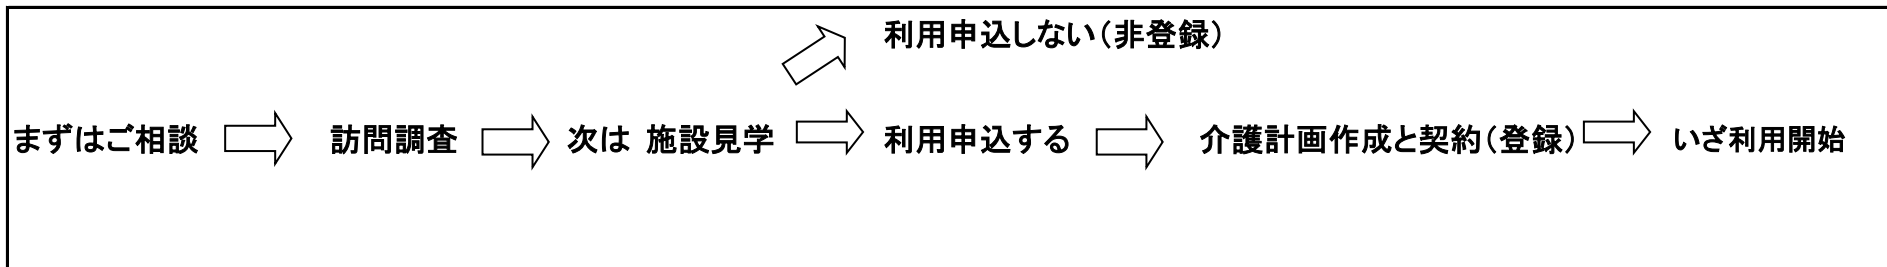 利用申込しない（非登録）
まずはご相談 訪問調査 次は 施設見学 利用申込する 介護計画作成と契約（登録） いざ利用開始